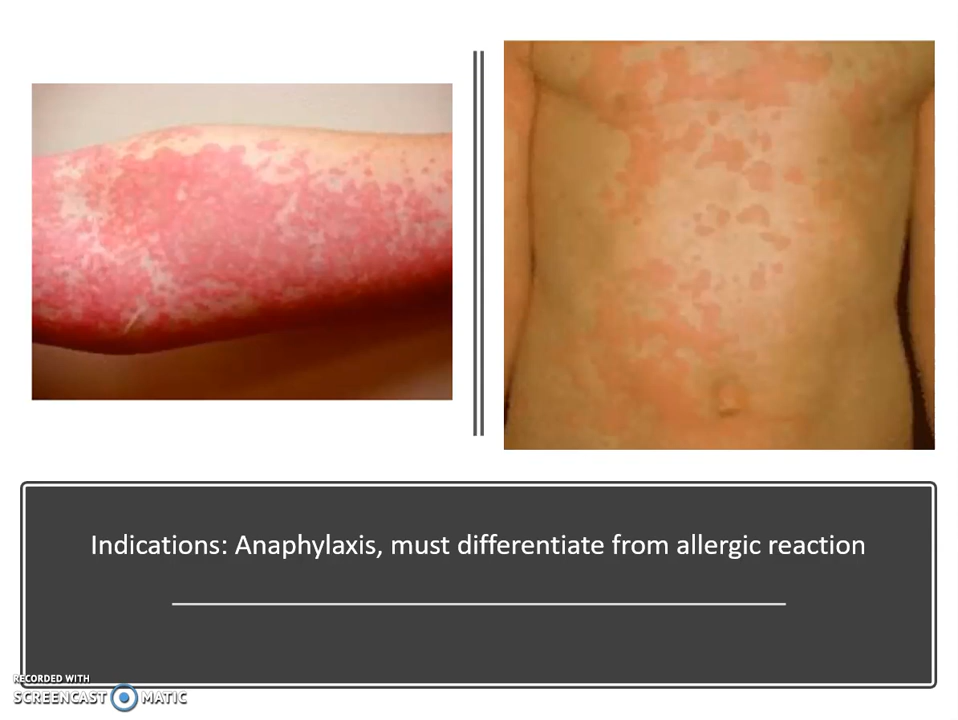 Indications: Anaphylaxis, must differentiate from allergic reaction
RECORDED WITH
SCREENCAST MATIC